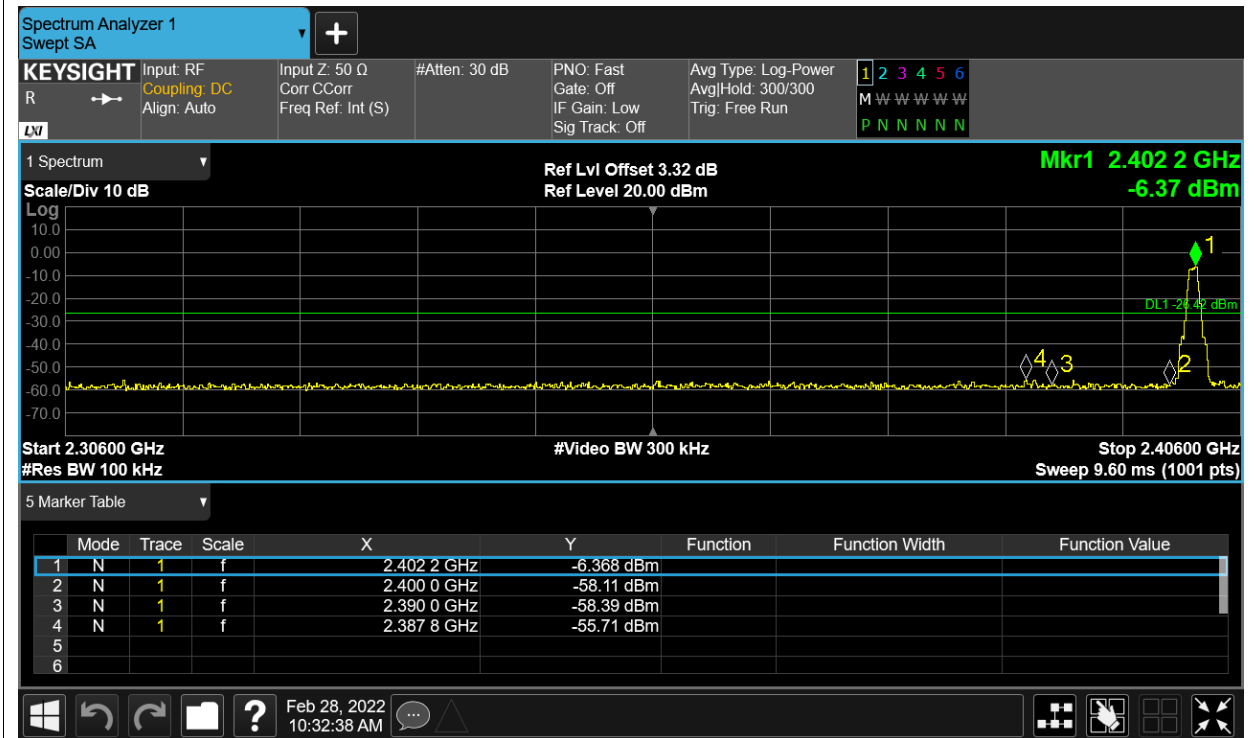 Spectrum Analyzer 1
Swept SA
+
KEYSIGHT Input: RF Input Z: 50 Ω #Atten: 30 dB PNO: Fast Avg Type: Log-Power 1 2 3 4 5 6
R Coupling: DC Corr CCorr Gate: Off Avg|Hold: 300/300 M W W W W W
Align: Auto Freq Ref: Int (S) IF Gain: Low Trig: Free Run
LXI Sig Track: Off P N N N N N
1 Spectrum Ref Lvl Offset 3.32 dB Mkr1 2.402 2 GHz
Scale/Div 10 dB Ref Level 20.00 dBm -6.37 dBm
Log
10.0
0.00
-10.0
-20.0
-30.0
-40.0
-50.0
-60.0
-70.0
1
DL1 -26.42 dBm
4 3 2
Start 2.30600 GHz #Video BW 300 kHz Stop 2.40600 GHz
#Res BW 100 kHz Sweep 9.60 ms (1001 pts)
5 Marker Table
Mode Trace Scale X Y Function Function Width Function Value
1 N 1 f 2.402 2 GHz -6.368 dBm
2 N 1 f 2.400 0 GHz -58.11 dBm
3 N 1 f 2.390 0 GHz -58.39 dBm
4 N 1 f 2.387 8 GHz -55.71 dBm
5
6
? Feb 28, 2022
10:32:38 AM